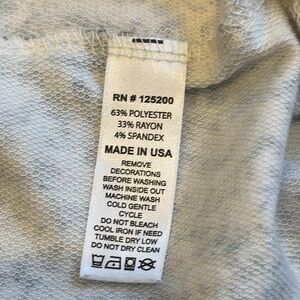 RN # 125200
63% POLYESTER
33% RAYON
4% SPANDEX
MADE IN USA
REMOVE
DECORATIONS
BEFORE WASHING
WASH INSIDE OUT
MACHINE WASH
COLD GENTLE
CYCLE
DO NOT BLEACH
COOL IRON IF NEED
TUMBLE DRY LOW
DO NOT DRY CLEAN